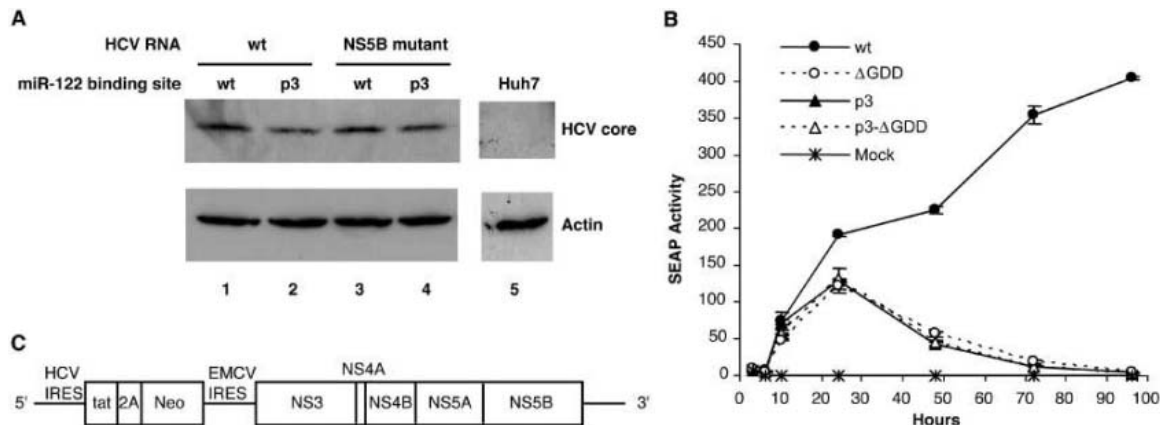 A
HCV RNA wt NS5B mutant
miR-122 binding site wt p3 wt p3 Huh7
HCV core
Actin
1 2 3 4 5
B
SEAP Activity
450
400
350
300
250
200
150
100
50
0
wt
ΔGDD
p3
p3-ΔGDD
Mock
0 10 20 30 40 50 60 70 80 90 100
Hours
C
HCV IRES
EMCV IRES
NS4A
5' tat 2A Neo NS3 NS4B NS5A NS5B 3'